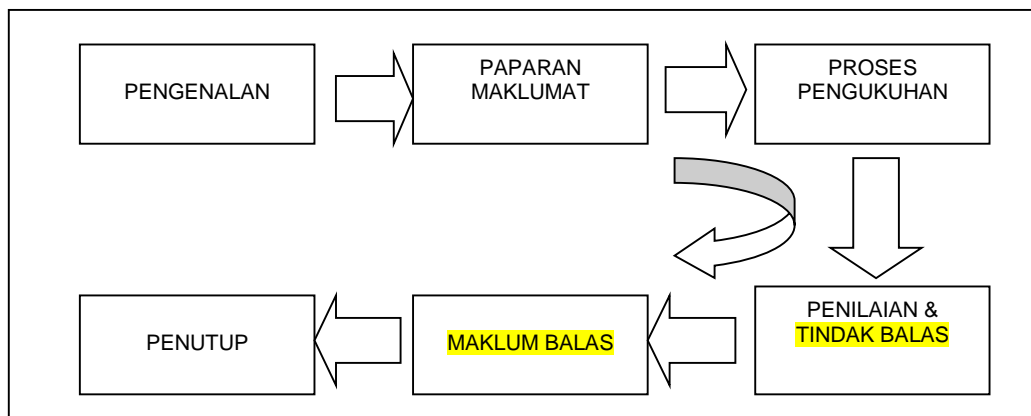 PENGENALAN
PAPARAN
MAKLUMAT
PROSES
PENGUKUHAN
PENILAIAN &
TINDAK BALAS
MAKLUM BALAS
PENUTUP